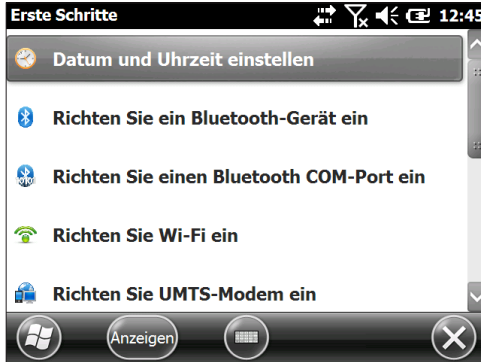 Erste Schritte 12:45
Datum und Uhrzeit einstellen
Richten Sie ein Bluetooth-Gerät ein
Richten Sie einen Bluetooth COM-Port ein
Richten Sie Wi-Fi ein
Richten Sie UMTS-Modem ein
Anzeigen